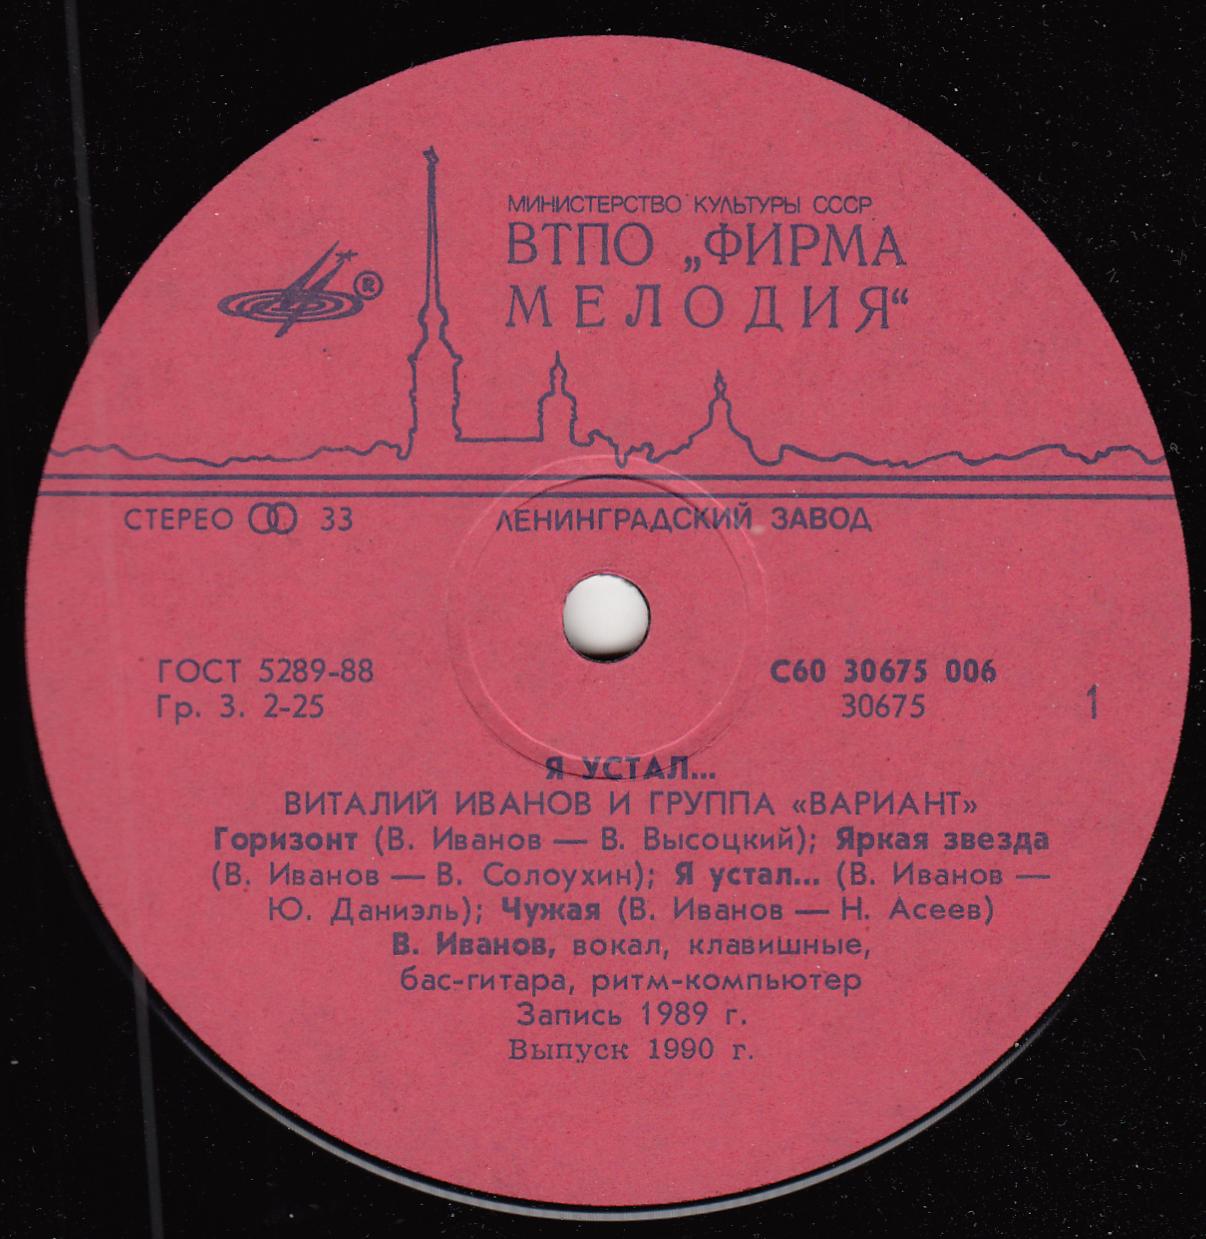 МИНИСТЕРСТВО КУЛЬТУРЫ СССР
ВТПО „ФИРМА
МЕЛОДИЯ“
®
СТЕРЕО 33 ЛЕНИНГРАДСКИЙ ЗАВОД
ГОСТ 5289-88 С60 30675 006
Гр. 3. 2-25 30675 1
Я УСТАЛ...
ВИТАЛИЙ ИВАНОВ И ГРУППА «ВАРИАНТ»
Горизонт (В. Иванов — В. Высоцкий); Яркая звезда
(В. Иванов — В. Солоухин); Я устал... (В. Иванов —
Ю. Даниэль); Чужая (В. Иванов — Н. Асеев)
В. Иванов, вокал, клавишные,
бас-гитара, ритм-компьютер
Запись 1989 г.
Выпуск 1990 г.